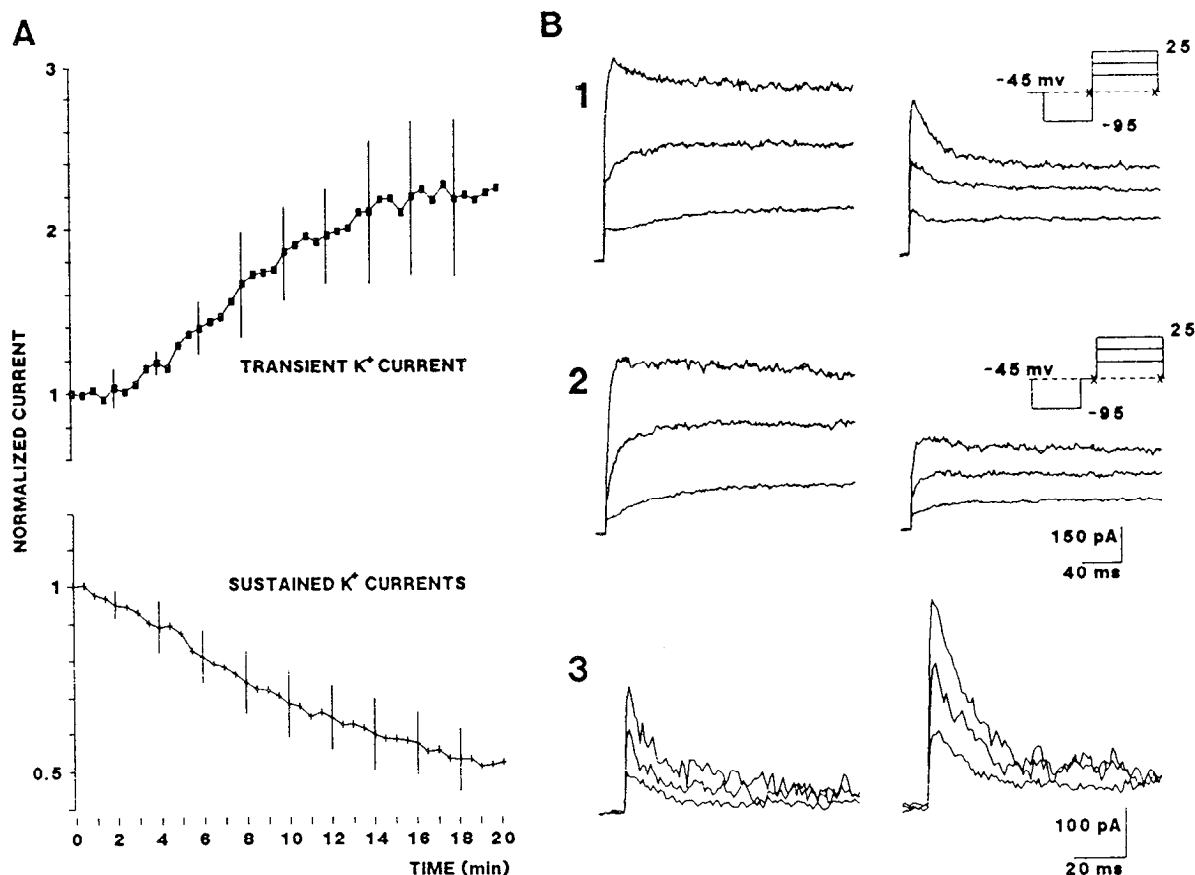 A
3
2
1
TRANSIENT K+ CURRENT
NORMALIZED CURRENT
1
SUSTAINED K+ CURRENTS
0.5
0 2 4 6 8 10 12 14 16 18 20
TIME (min)
B
1
-45 mv
25
-95
2
-45 mv
25
-95
150 pA
40 ms
3
100 pA
20 ms